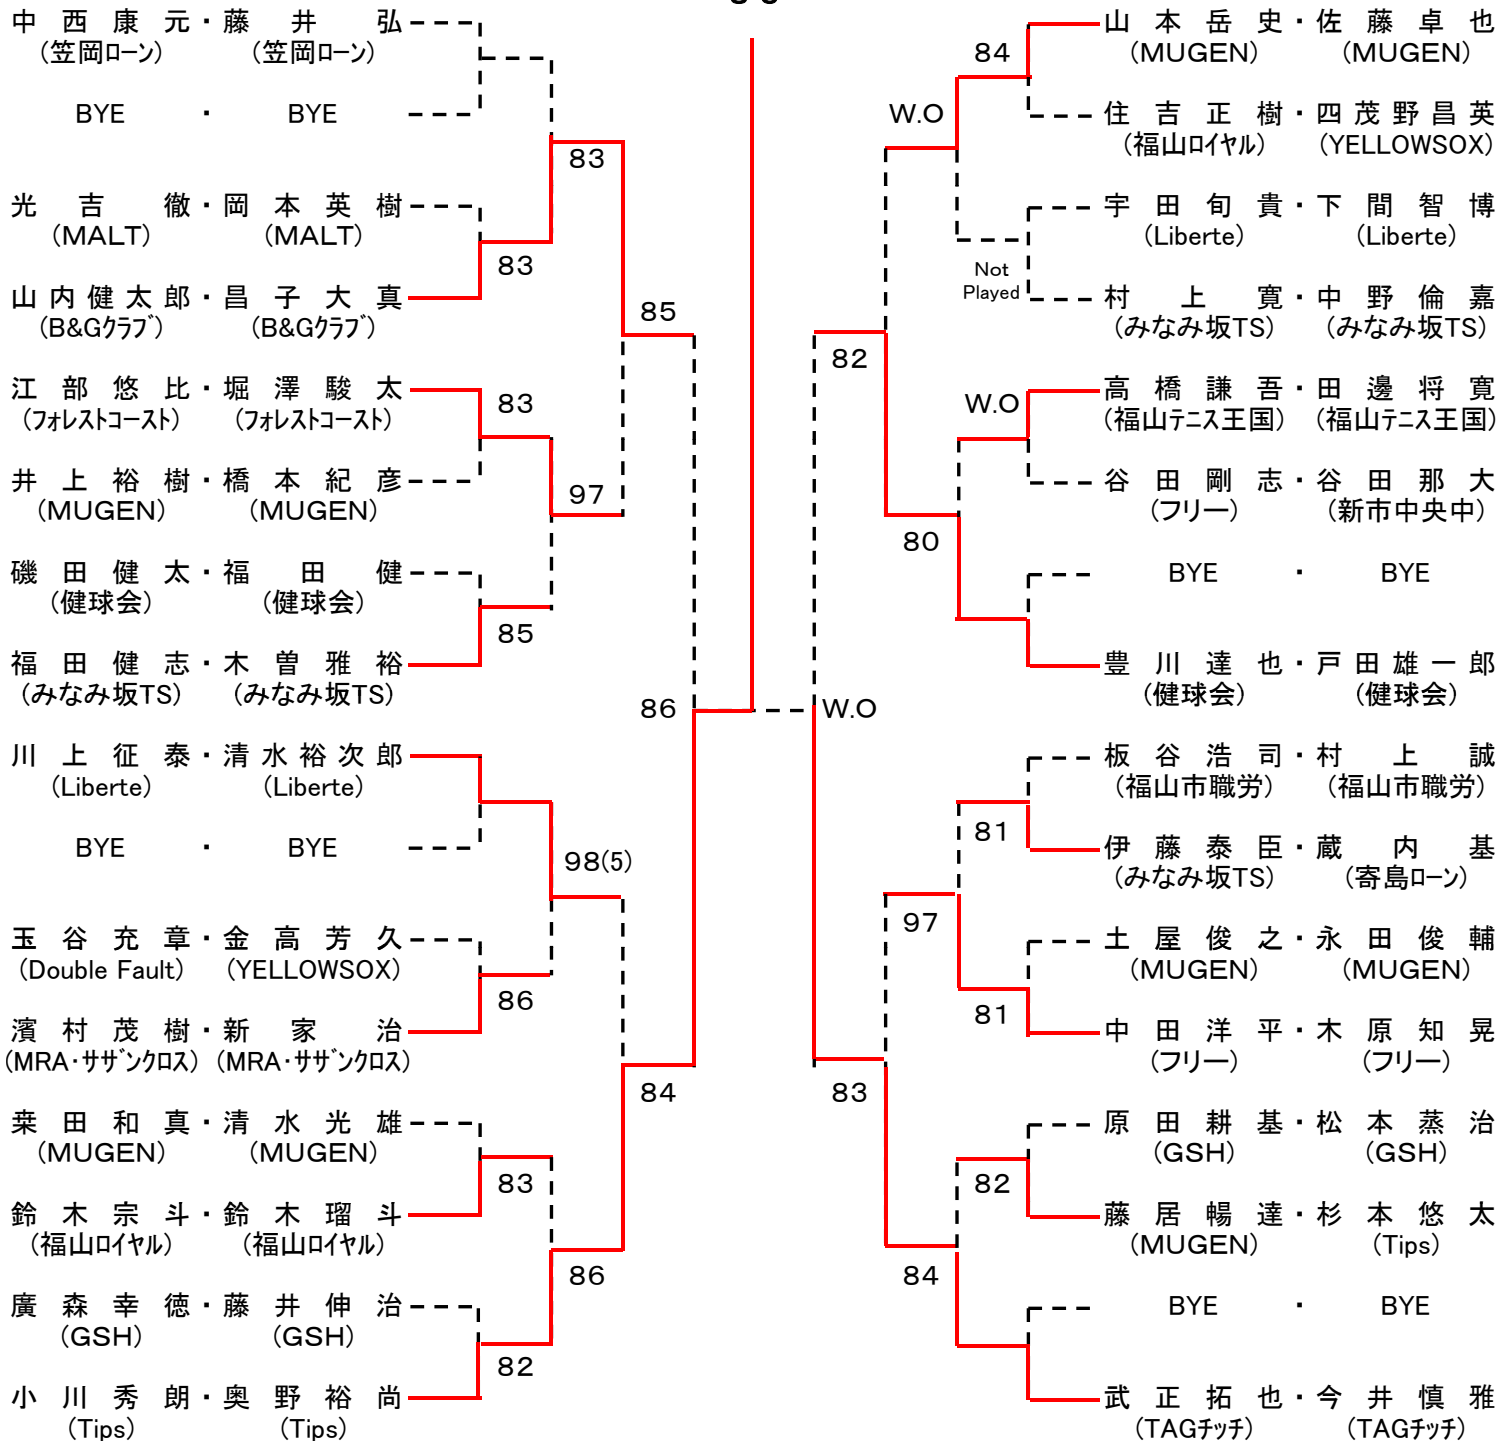 中西康元・藤井弘
(笠岡ローン) (笠岡ローン)
BYE ・ BYE
光吉徹・岡本英樹
(MALT) (MALT)
山内健太郎・昌子大真
(B&Gクラブ) (B&Gクラブ)
江部悠比・堀澤駿太
(フォレストコースト) (フォレストコースト)
井上裕樹・橋本紀彦
(MUGEN) (MUGEN)
磯田健太・福田健
(健球会) (健球会)
福田健志・木曽雅裕
(みなみ坂TS) (みなみ坂TS)
川上征泰・清水裕次郎
(Liberte) (Liberte)
BYE ・ BYE
玉谷充章・金高芳久
(Double Fault) (YELLOWSOX)
濱村茂樹・新家治
(MRA・サザンクロス) (MRA・サザンクロス)
桒田和真・清水光雄
(MUGEN) (MUGEN)
鈴木宗斗・鈴木瑠斗
(福山ロイヤル) (福山ロイヤル)
廣森幸徳・藤井伸治
(GSH) (GSH)
小川秀朗・奥野裕尚
(Tips) (Tips)
83
83
83
97
85
85
98(5)
86
83
86
82
84
86
W.O
84
W.O
Not
Played
82
W.O
80
81
97
81
83
82
84
山本岳史・佐藤卓也
(MUGEN) (MUGEN)
住吉正樹・四茂野昌英
(福山ロイヤル) (YELLOWSOX)
宇田旬貴・下間智博
(Liberte) (Liberte)
村上寛・中野倫嘉
(みなみ坂TS) (みなみ坂TS)
高橋謙吾・田邊将寛
(福山テニス王国) (福山テニス王国)
谷田剛志・谷田那大
(フリー) (新市中央中)
BYE ・ BYE
豊川達也・戸田雄一郎
(健球会) (健球会)
板谷浩司・村上誠
(福山市職労) (福山市職労)
伊藤泰臣・蔵内基
(みなみ坂TS) (寄島ローン)
土屋俊之・永田俊輔
(MUGEN) (MUGEN)
中田洋平・木原知晃
(フリー) (フリー)
原田耕基・松本蒸治
(GSH) (GSH)
藤居暢達・杉本悠太
(MUGEN) (Tips)
BYE ・ BYE
武正拓也・今井慎雅
(TAGチッチ) (TAGチッチ)